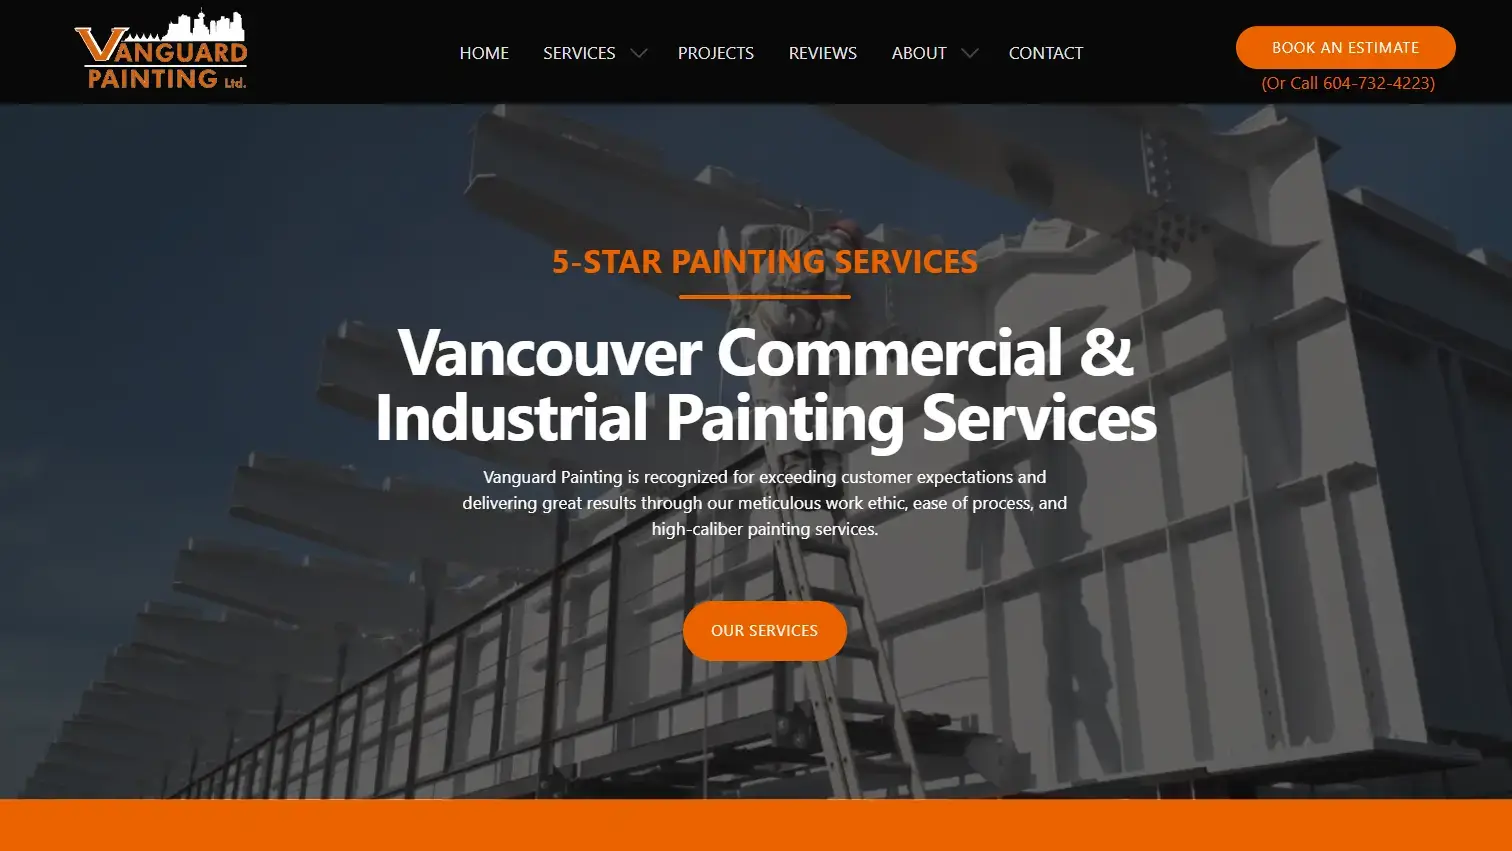 VANGUARD
PAINTING Ltd.
HOME
SERVICES
PROJECTS
REVIEWS
ABOUT
CONTACT
BOOK AN ESTIMATE
(Or Call 604-732-4223)
5-STAR PAINTING SERVICES
Vancouver Commercial &
Industrial Painting Services
Vanguard Painting is recognized for exceeding customer expectations and
delivering great results through our meticulous work ethic, ease of process, and
high-caliber painting services.
OUR SERVICES